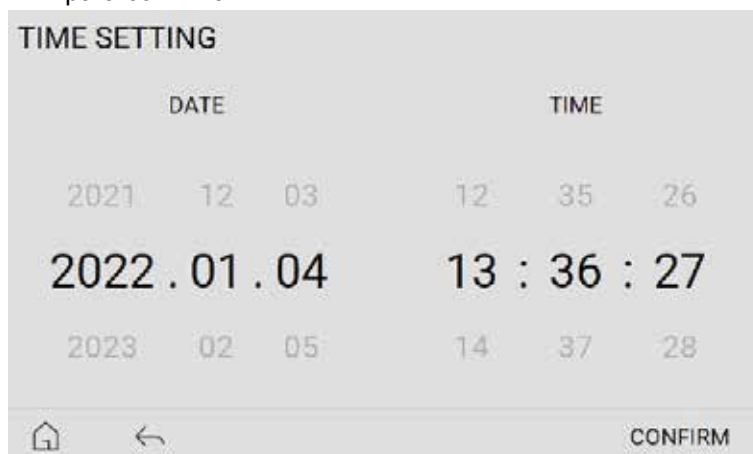 TIME SETTING
DATE TIME
2021 12 03 12 35 26
2022 . 01 . 04 13 : 36 : 27
2023 02 05 14 37 28
CONFIRM